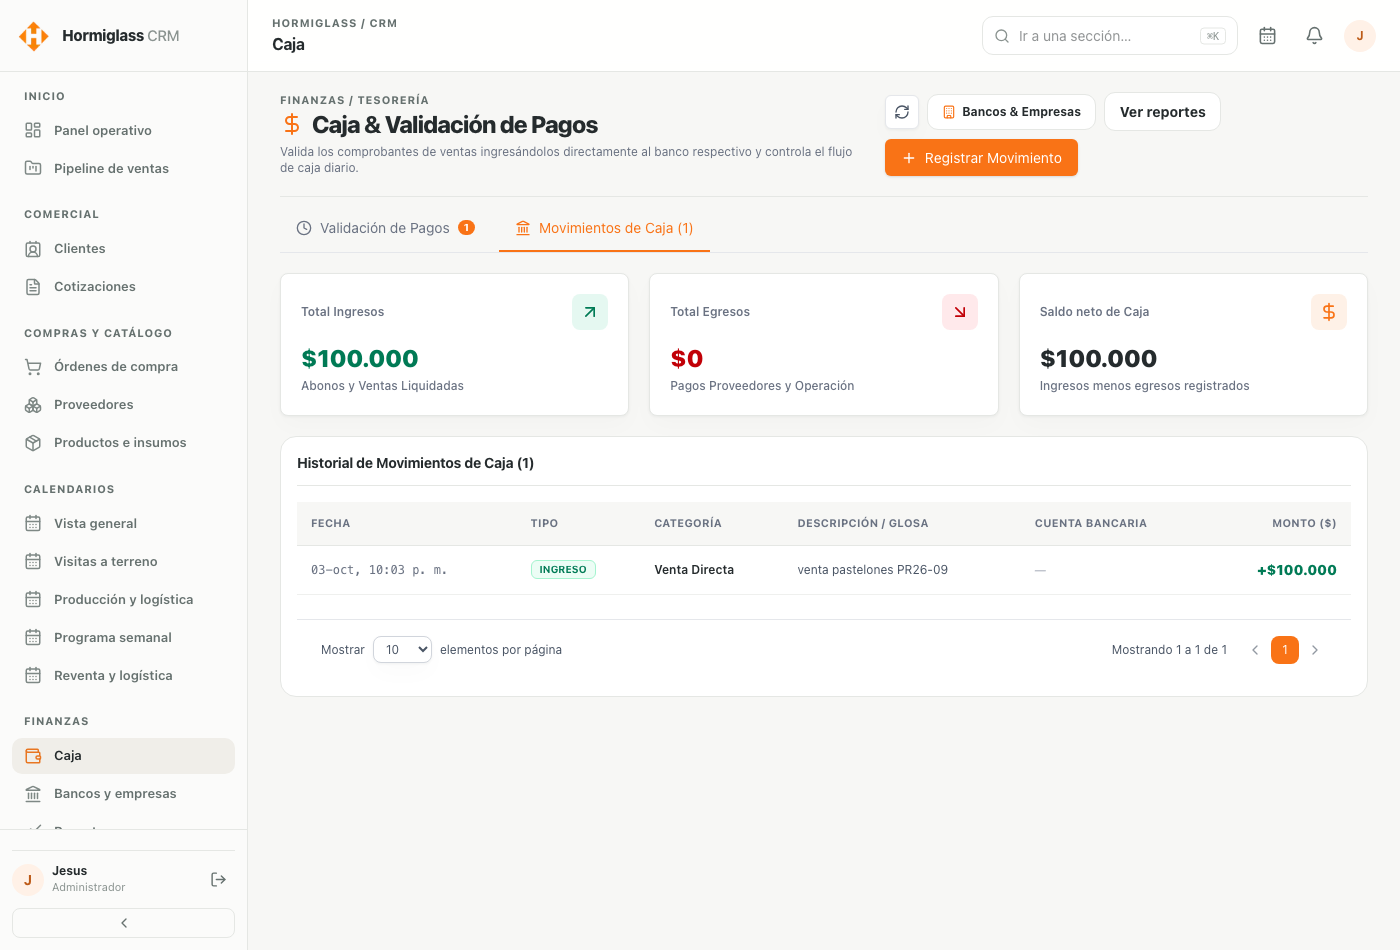 Hormiglass CRM
INICIO
Panel operativo
Pipeline de ventas
COMERCIAL
Clientes
Cotizaciones
COMPRAS Y CATÁLOGO
Órdenes de compra
Proveedores
Productos e insumos
CALENDARIOS
Vista general
Visitas a terreno
Producción y logística
Programa semanal
Reventa y logística
FINANZAS
Caja
Bancos y empresas
J
Jesus
Administrador
HORMIGLASS / CRM
Caja
Ir a una sección...
⌘K
J
FINANZAS / TESORERÍA
Caja & Validación de Pagos
Valida los comprobantes de ventas ingresándolos directamente al banco respectivo y controla el flujo
de caja diario.
Bancos & Empresas
Ver reportes
Registrar Movimiento
Validación de Pagos 1
Movimientos de Caja (1)
Total Ingresos
$100.000
Abonos y Ventas Liquidadas
Total Egresos
$0
Pagos Proveedores y Operación
Saldo neto de Caja
$100.000
Ingresos menos egresos registrados
Historial de Movimientos de Caja (1)
FECHA TIPO CATEGORÍA DESCRIPCIÓN / GLOSA CUENTA BANCARIA MONTO ($)
03-oct, 10:03 p. m. INGRESO Venta Directa venta pastelones PR26-09 — +$100.000
Mostrar 10 elementos por página
Mostrando 1 a 1 de 1
1